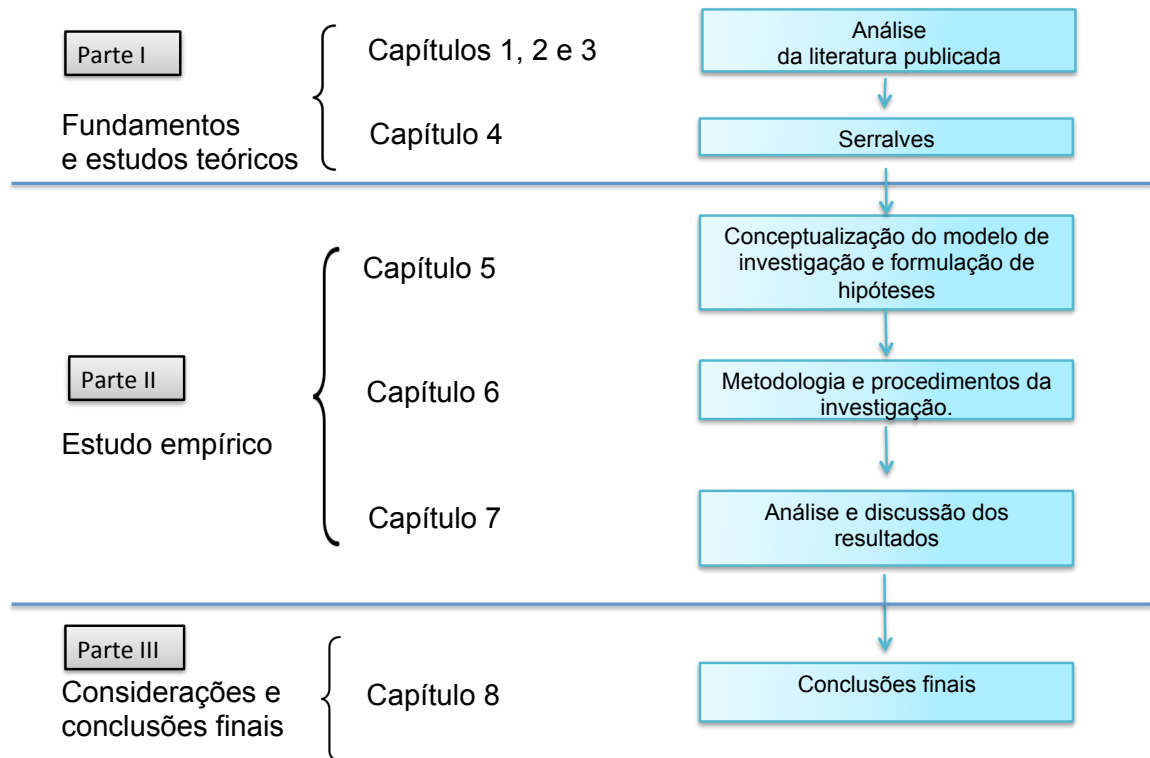 Parte I
Fundamentos
e estudos teóricos
Capítulos 1, 2 e 3
Análise
da literatura publicada
Capítulo 4
Serralves
Parte II
Estudo empírico
Capítulo 5
Conceptualização do modelo de
investigação e formulação de
hipóteses
Capítulo 6
Metodologia e procedimentos da
investigação.
Capítulo 7
Análise e discussão dos
resultados
Parte III
Considerações e
conclusões finais
Capítulo 8
Conclusões finais